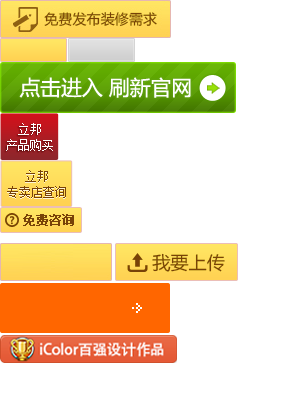 免费发布装修需求
点击进入 刷新官网
立邦
产品购买
立邦
专卖店查询
免费咨询
我要上传
iColor百强设计作品